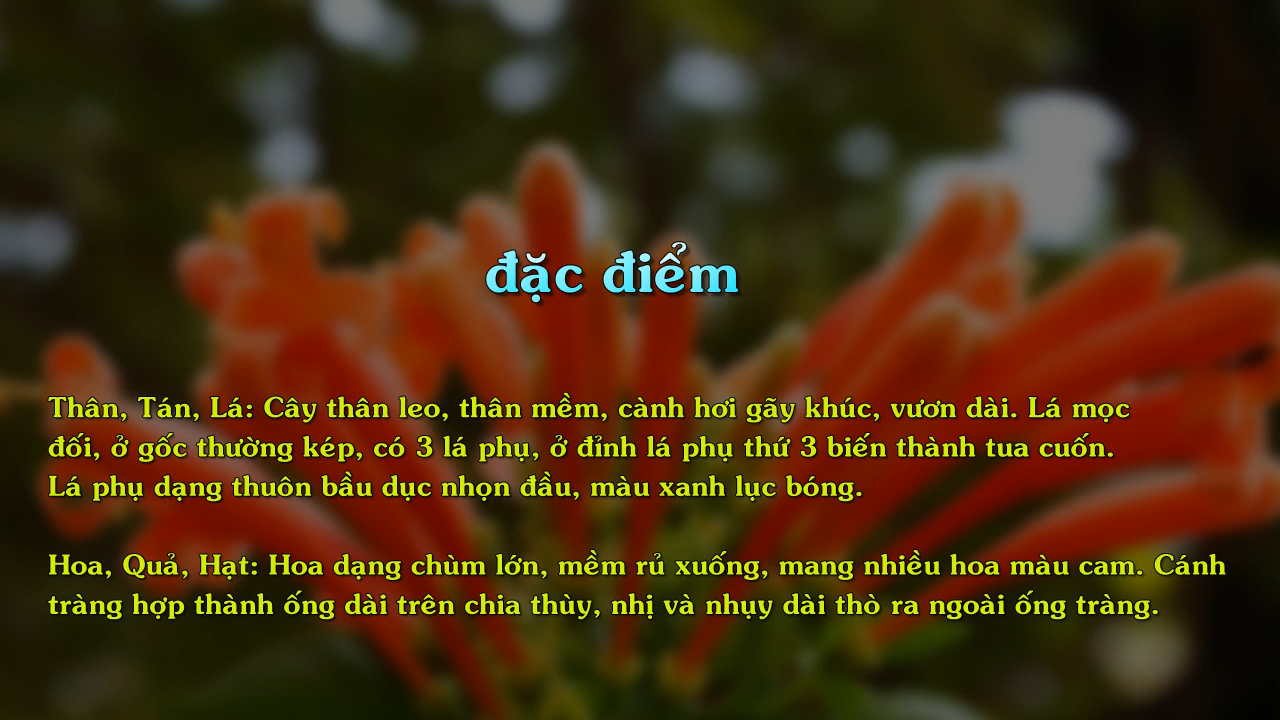 đặc điểm
Thân, Tán, Lá: Cây thân leo, thân mềm, cành hơi gãy khúc, vươn dài. Lá mọc
đối, ở gốc thường kép, có 3 lá phụ, ở đỉnh lá phụ thứ 3 biến thành tua cuốn.
Lá phụ dạng thuôn bầu dục nhọn đầu, màu xanh lục bóng.
Hoa, Quả, Hạt: Hoa dạng chùm lớn, mềm rủ xuống, mang nhiều hoa màu cam. Cánh
tràng hợp thành ống dài trên chia thùy, nhị và nhụy dài thò ra ngoài ống tràng.